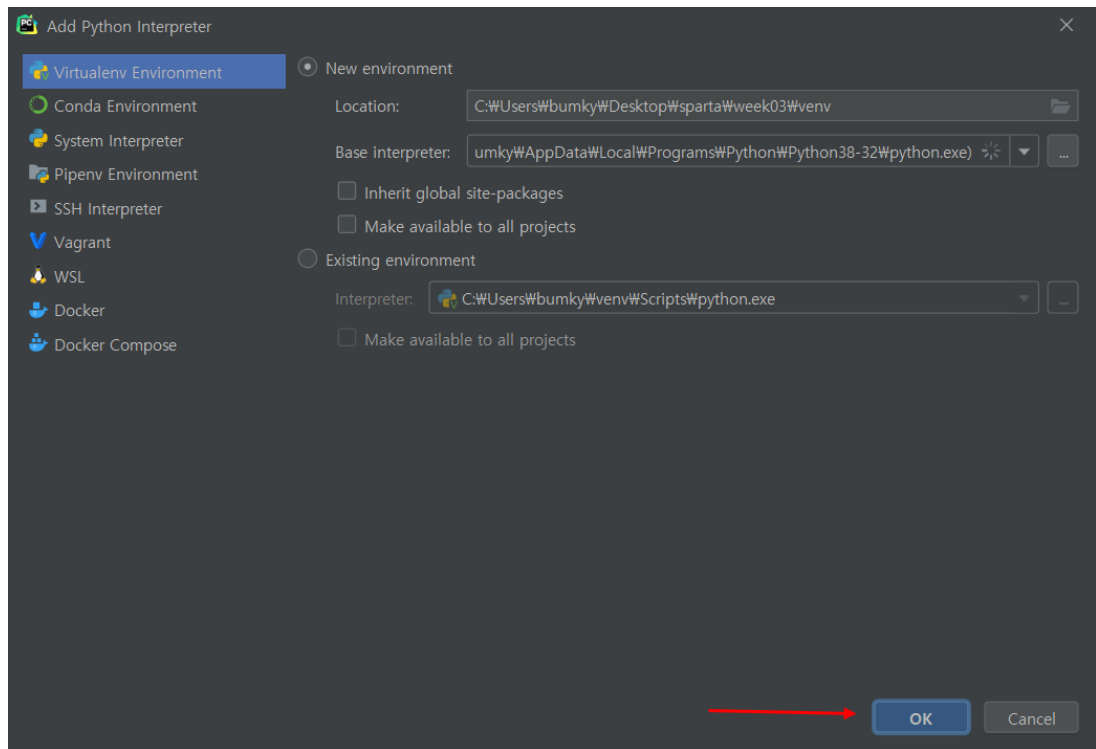 Add Python Interpreter
Virtualenv Environment
Conda Environment
System Interpreter
Pipenv Environment
SSH Interpreter
Vagrant
WSL
Docker
Docker Compose
New environment
Location: C:₩Users₩bumky₩Desktop₩sparta₩week03₩venv
Base interpreter: umky₩AppData₩Local₩Programs₩Python₩Python38-32₩python.exe) ...
Inherit global site-packages
Make available to all projects
Existing environment
Interpreter: C:₩Users₩bumky₩venv₩Scripts₩python.exe ...
Make available to all projects
OK Cancel